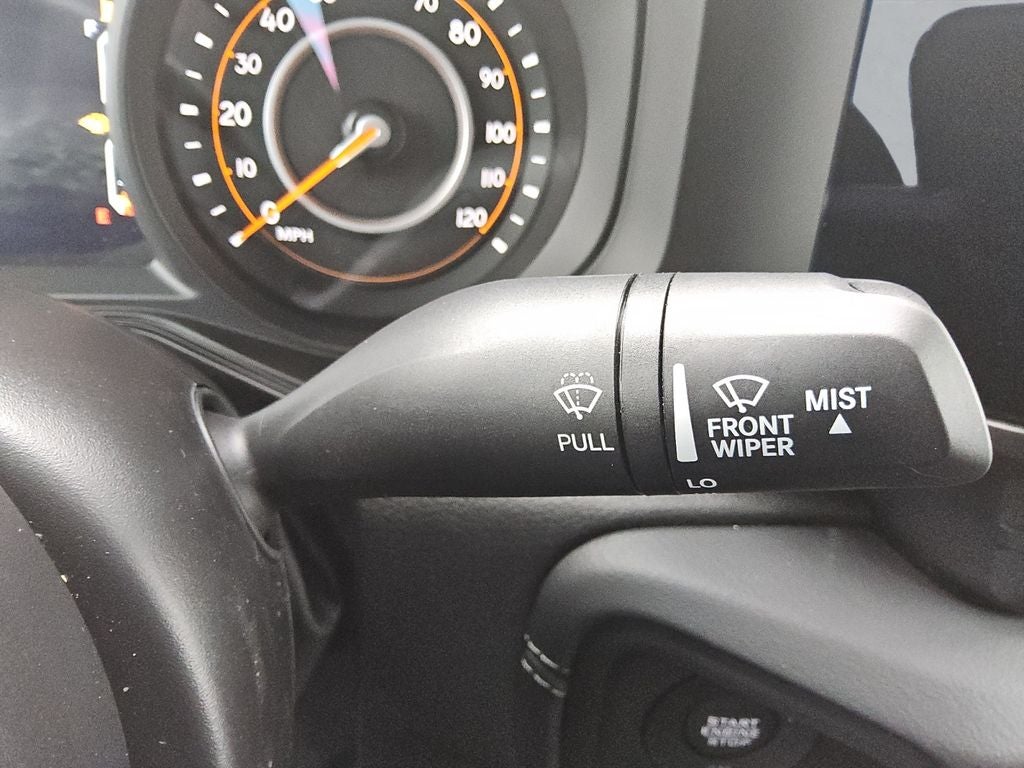 40
70
80
30
90
20
100
10
110
0
120
MPH
E
PULL
FRONT
WIPER
MIST
LO
START
ENGINE
STOP